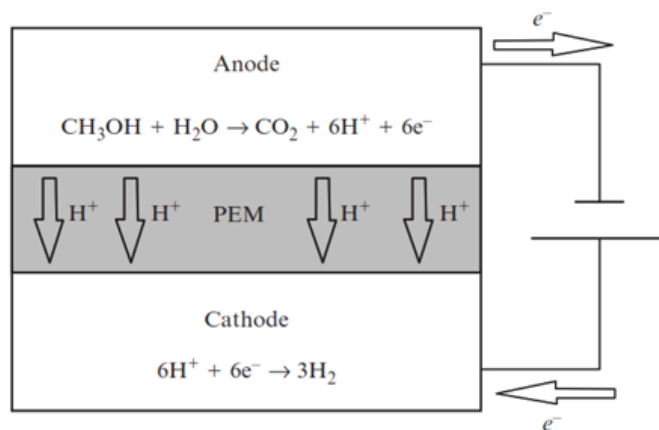 e⁻
Anode
CH₃OH + H₂O → CO₂ + 6H⁺ + 6e⁻
H⁺ H⁺ PEM H⁺ H⁺
Cathode
6H⁺ + 6e⁻ → 3H₂
e⁻